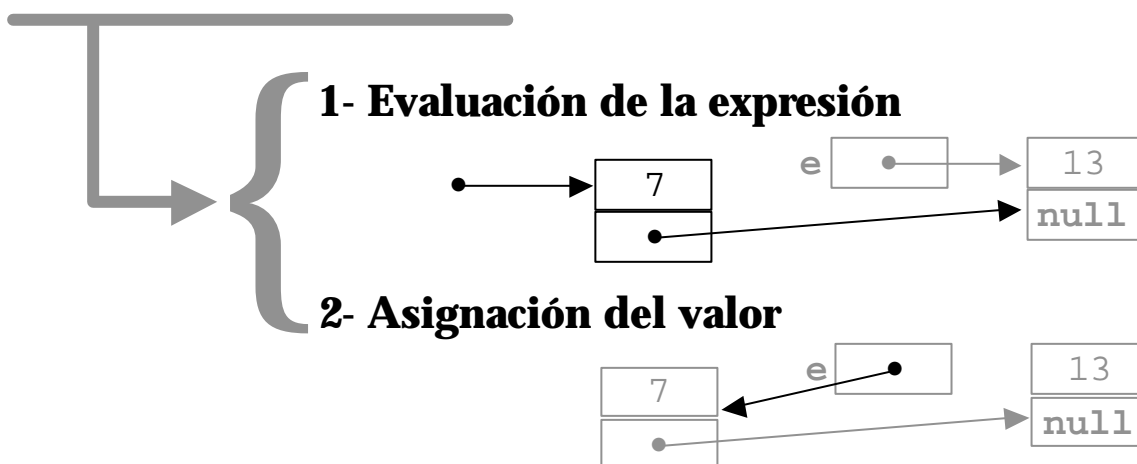 1- Evaluación de la expresión
e 13
7
null
2- Asignación del valor
e 13
7
null